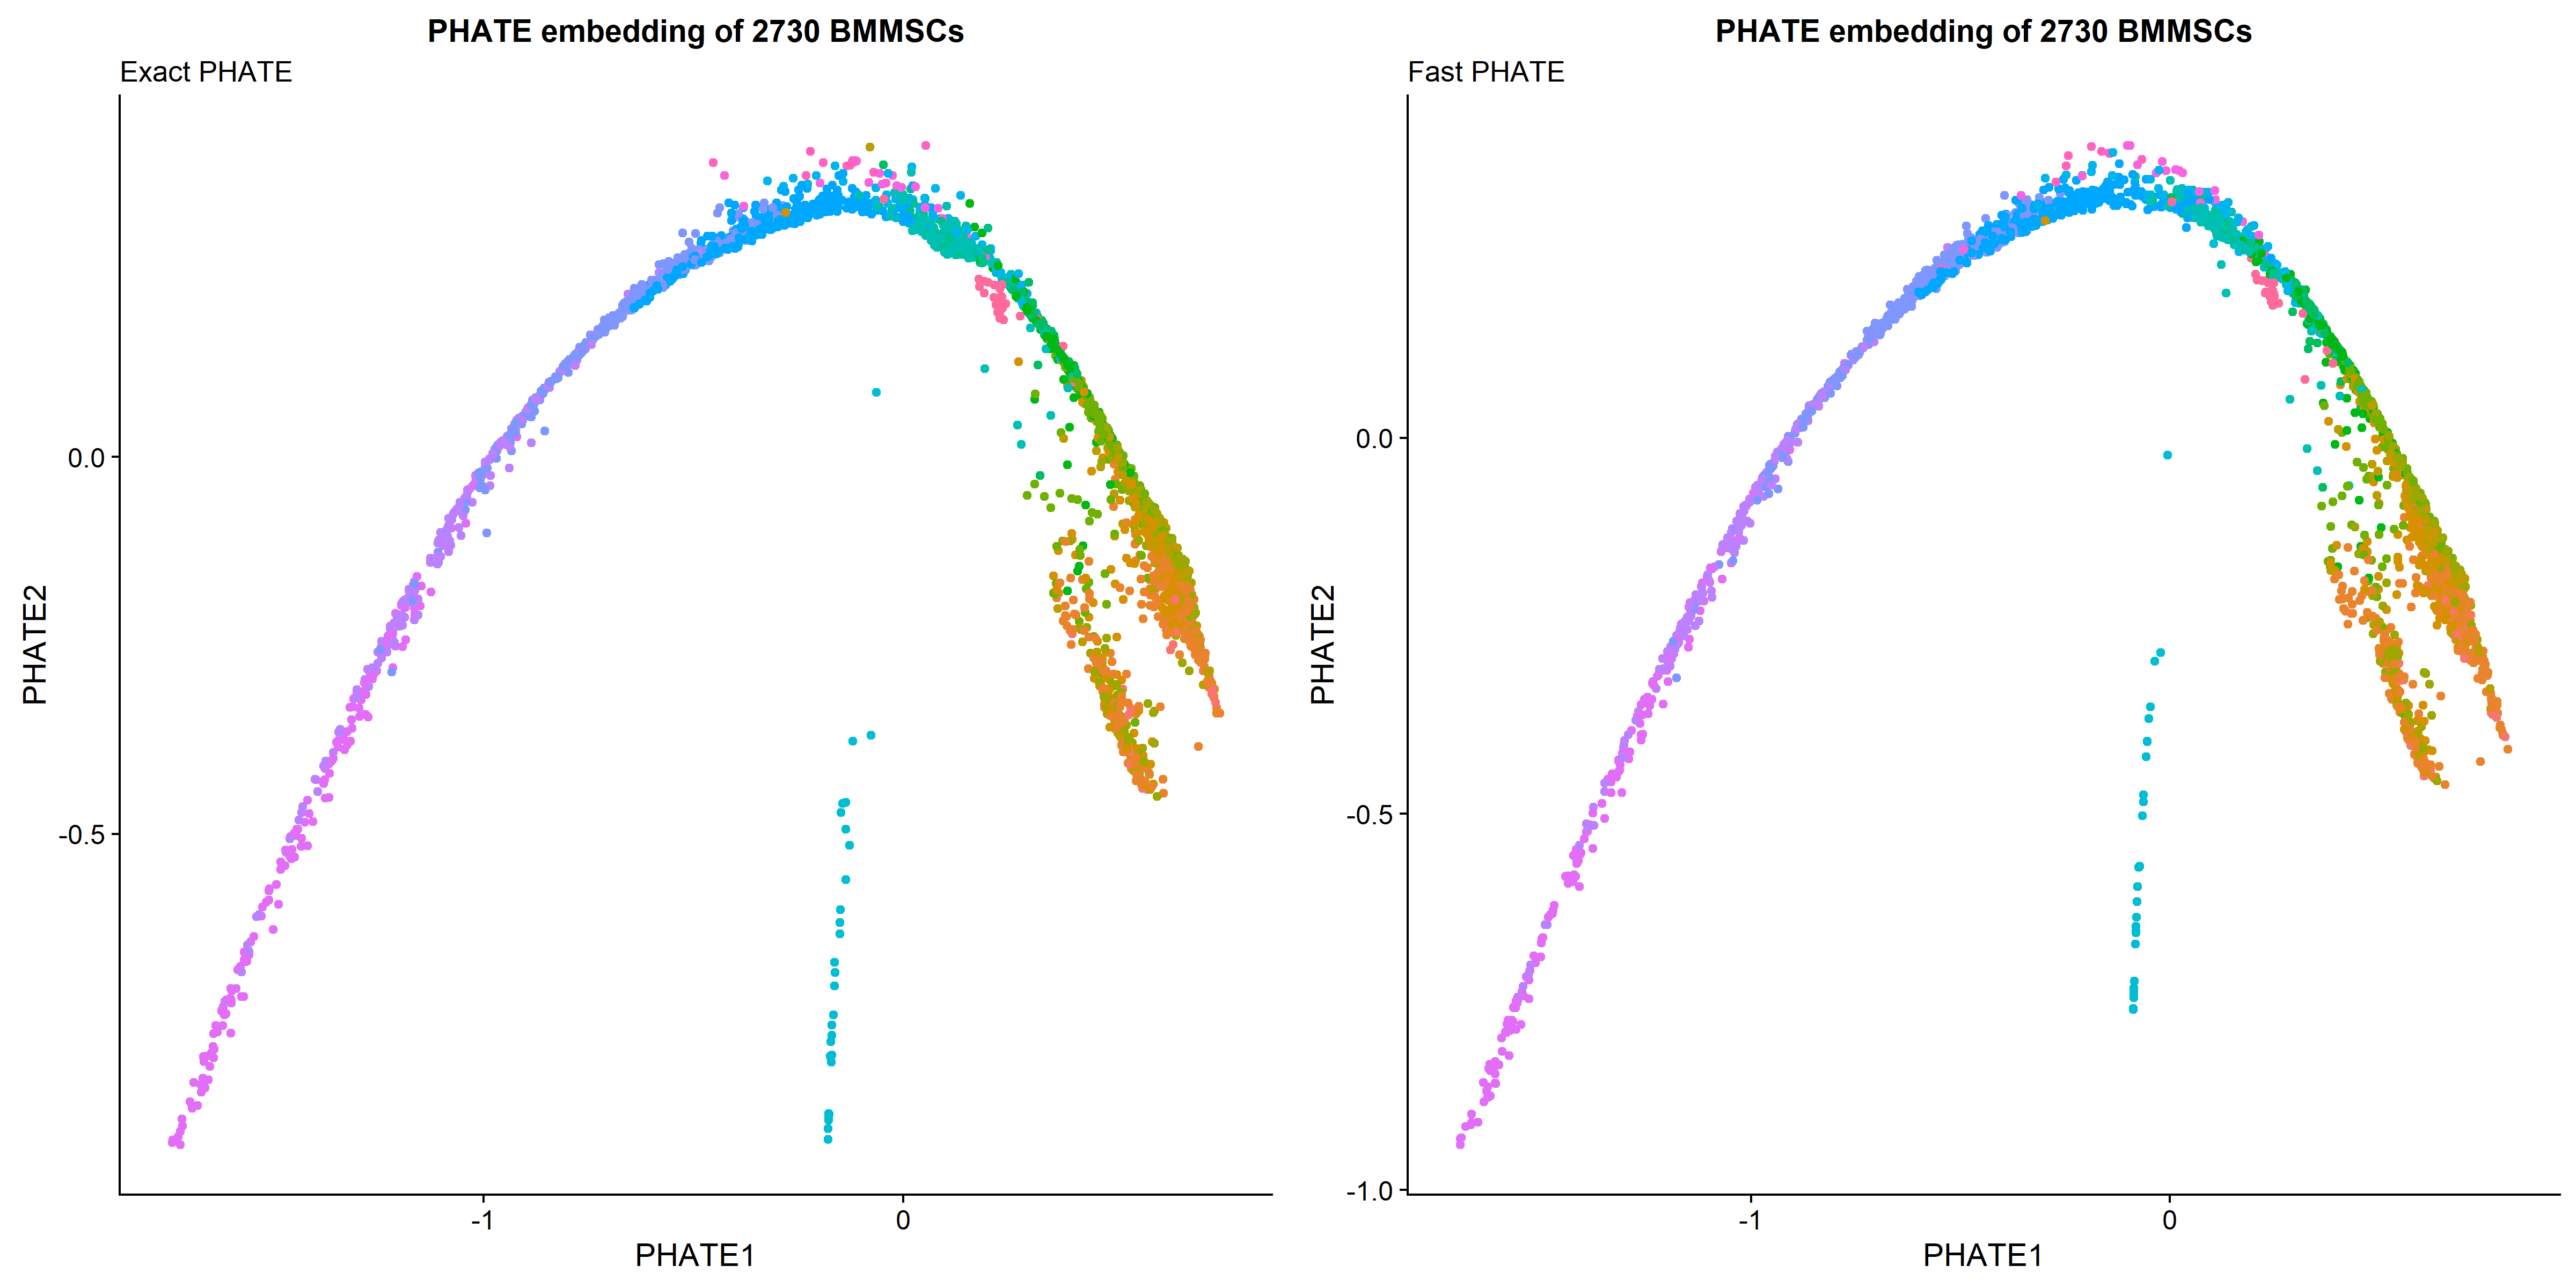 PHATE embedding of 2730 BMMSCs
Exact PHATE
PHATE2
0.0
-0.5
-1
0
PHATE1
PHATE embedding of 2730 BMMSCs
Fast PHATE
PHATE2
0.0
-0.5
-1.0
-1
0
PHATE1